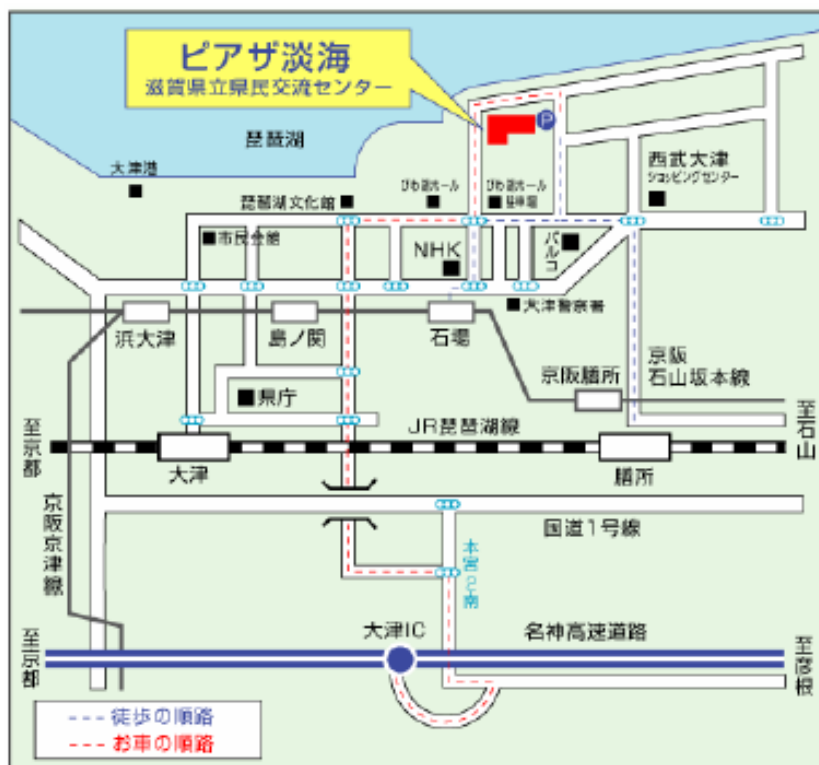 ピアザ淡海
滋賀県立県民交流センター
琵琶湖
大津港
琵琶湖文化館
びわ湖ホール
びわ湖ホール
駐車場
P
西武大津
ショッピングセンター
市民会館
NHK
パルコ
大津警察署
浜大津
島ノ関
石場
京阪膳所
京阪
石山坂本線
県庁
至京都
大津
JR琵琶湖線
膳所
至石山
京阪京津線
国道1号線
大津IC
名神高速道路
至京都
至彦根
---徒歩の順路
---お車の順路